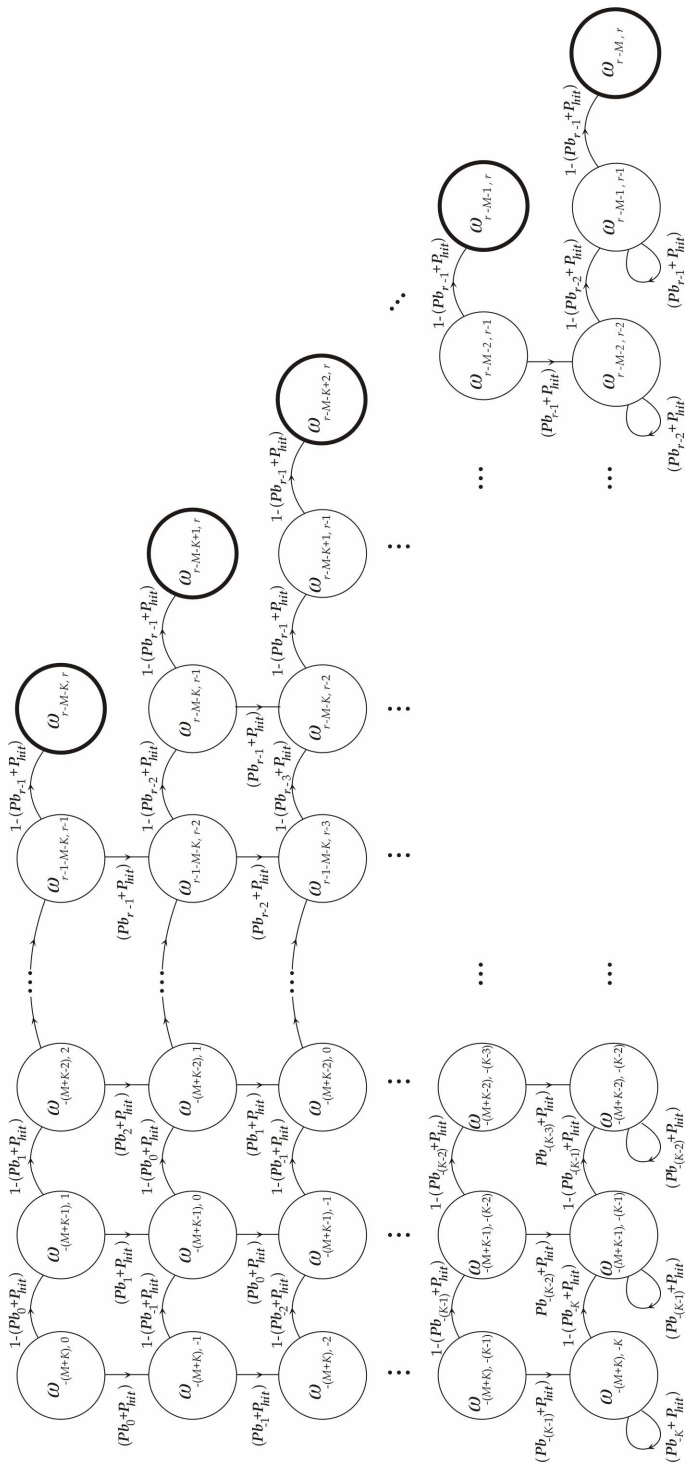 1-(Pb₀+P_hit)
1-(Pb₁+P_hit)
1-(Pb_{r-1}+P_hit)
ω_{-(M+K), 0}
ω_{-(M+K-1), 1}
ω_{-(M+K-2), 2}
....
ω_{r-1-M-K, r-1}
ω_{r-M-K, r}
(Pb₀+P_hit)
(Pb₁+P_hit)
(Pb₂+P_hit)
(Pb_{r-1}+P_hit)
1-(Pb_{-1}+P_hit)
1-(Pb₀+P_hit)
1-(Pb_{r-2}+P_hit)
1-(Pb_{r-1}+P_hit)
ω_{-(M+K), -1}
ω_{-(M+K-1), 0}
ω_{-(M+K-2), 1}
....
ω_{r-1-M-K, r-2}
ω_{r-M-K, r-1}
ω_{r-M-K+1, r}
(Pb_{-1}+P_hit)
(Pb₀+P_hit)
(Pb₁+P_hit)
(Pb_{r-2}+P_hit)
(Pb_{r-1}+P_hit)
1-(Pb_{-2}+P_hit)
1-(Pb_{-1}+P_hit)
1-(Pb_{r-3}+P_hit)
1-(Pb_{r-1}+P_hit)
1-(Pb_{r-1}+P_hit)
ω_{-(M+K), -2}
ω_{-(M+K-1), -1}
ω_{-(M+K-2), 0}
....
ω_{r-1-M-K, r-3}
ω_{r-M-K, r-2}
ω_{r-M-K+1, r-1}
ω_{r-M-K+2, r}
... ... ... ... ... ... ...
1-(Pb_{-(K-1)}+P_hit)
1-(Pb_{-(K-2)}+P_hit)
1-(Pb_{r-1}+P_hit)
ω_{-(M+K), -(K-1)}
ω_{-(M+K-1), -(K-2)}
ω_{-(M+K-2), -(K-3)}
... ...
ω_{r-M-2, r-1}
ω_{r-M-1, r}
(Pb_{-(K-1)}+P_hit)
Pb_{-(K-2)}+P_hit)
Pb_{-(K-3)}+P_hit)
(Pb_{r-1}+P_hit)
1-(Pb_{-K}+P_hit)
1-(Pb_{-(K-1)}+P_hit)
1-(Pb_{r-2}+P_hit)
1-(Pb_{r-1}+P_hit)
ω_{-(M+K), -K}
ω_{-(M+K-1), -(K-1)}
ω_{-(M+K-2), -(K-2)}
... ...
ω_{r-M-2, r-2}
ω_{r-M-1, r-1}
ω_{r-M, r}
(Pb_{-K}+P_hit)
(Pb_{-(K-1)}+P_hit)
(Pb_{-(K-2)}+P_hit)
(Pb_{r-2}+P_hit)
(Pb_{r-1}+P_hit)